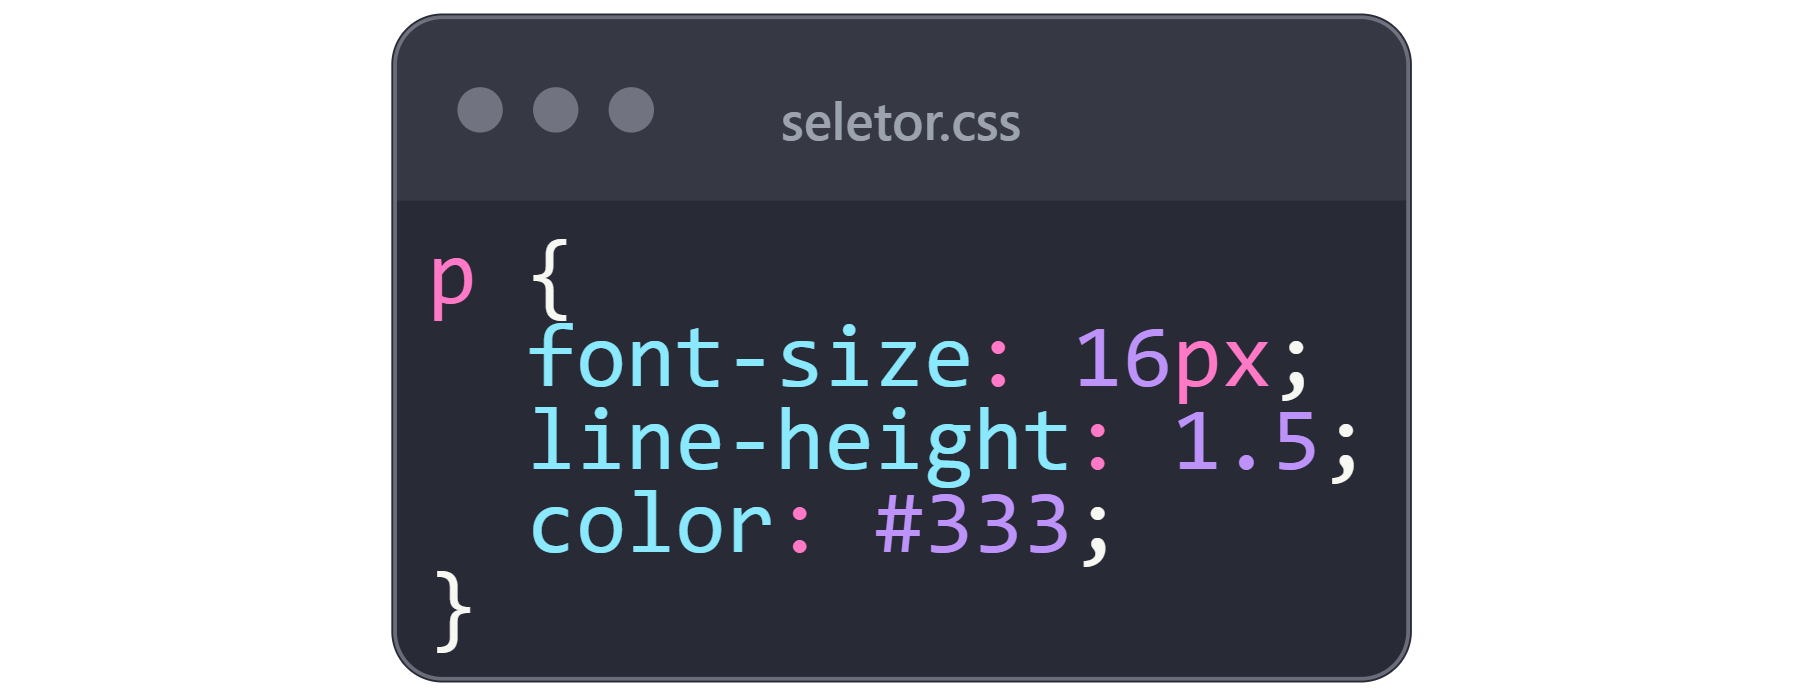 seletor.css
p {
  font-size: 16px;
  line-height: 1.5;
  color: #333;
}